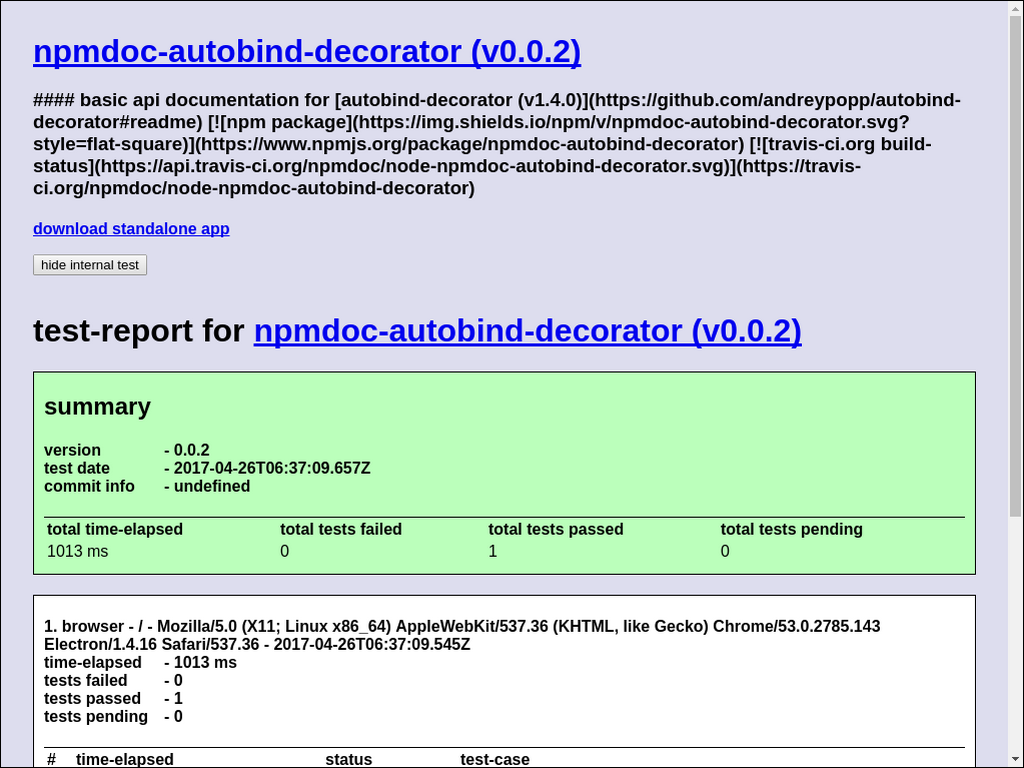 npmdoc-autobind-decorator (v0.0.2)
#### basic api documentation for [autobind-decorator (v1.4.0)](https://github.com/andreypopp/autobind-
decorator#readme) [![npm package](https://img.shields.io/npm/v/npmdoc-autobind-decorator.svg?
style=flat-square)](https://www.npmjs.org/package/npmdoc-autobind-decorator) [![travis-ci.org build-
status](https://api.travis-ci.org/npmdoc/node-npmdoc-autobind-decorator.svg)](https://travis-
ci.org/npmdoc/node-npmdoc-autobind-decorator)
download standalone app
hide internal test
test-report for npmdoc-autobind-decorator (v0.0.2)
summary
version - 0.0.2
test date - 2017-04-26T06:37:09.657Z
commit info - undefined
total time-elapsed total tests failed total tests passed total tests pending
1013 ms 0 1 0
1. browser - / - Mozilla/5.0 (X11; Linux x86_64) AppleWebKit/537.36 (KHTML, like Gecko) Chrome/53.0.2785.143
Electron/1.4.16 Safari/537.36 - 2017-04-26T06:37:09.545Z
time-elapsed - 1013 ms
tests failed - 0
tests passed - 1
tests pending - 0
# time-elapsed status test-case